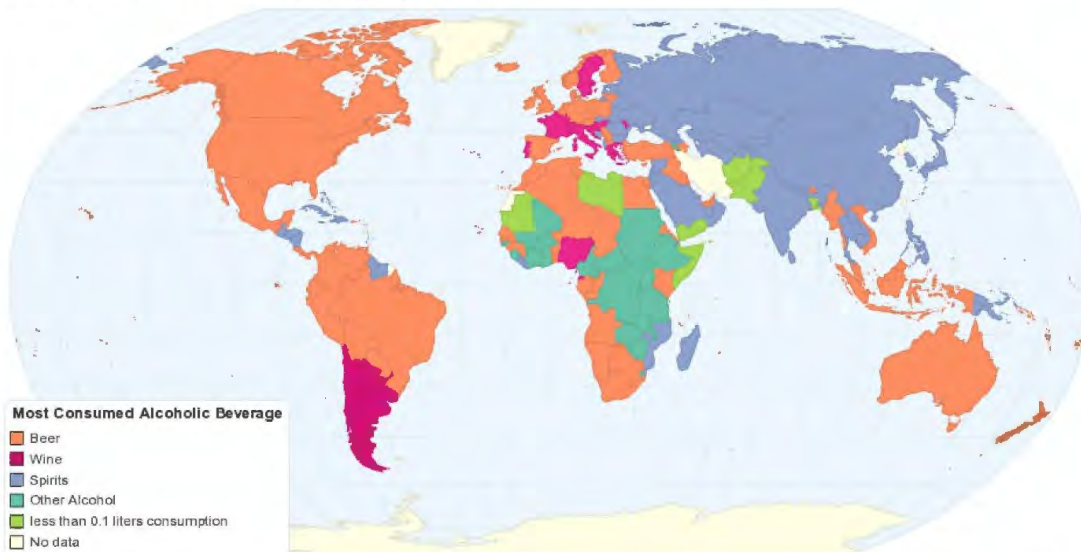 Most Consumed Alcoholic Beverage
Beer
Wine
Spirits
Other Alcohol
less than 0.1 liters consumption
No data